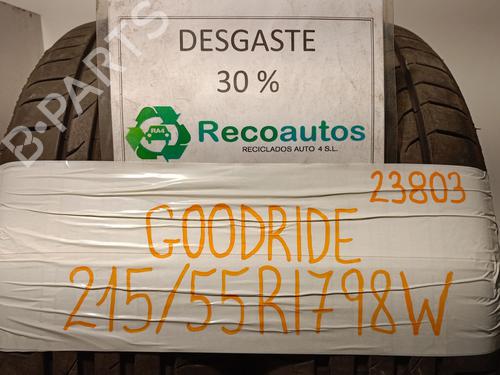 DESGASTE
30 %
RA4
Recoautos
RECICLADOS AUTO 4 S.L.
B-PARTS
23803
GOODRIDE
215/55R1798W